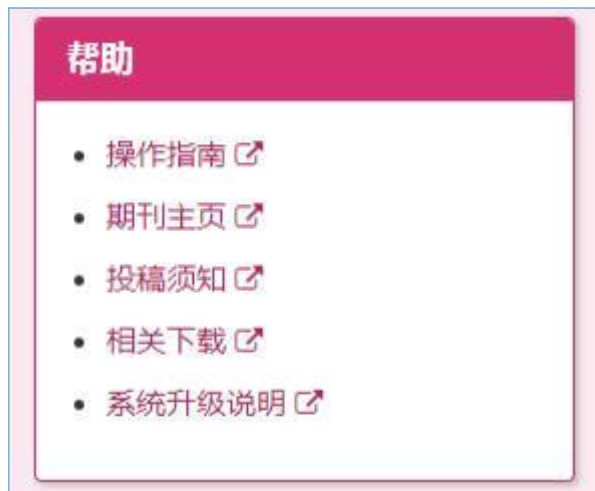 帮助
操作指南
期刊主页
投稿须知
相关下载
系统升级说明